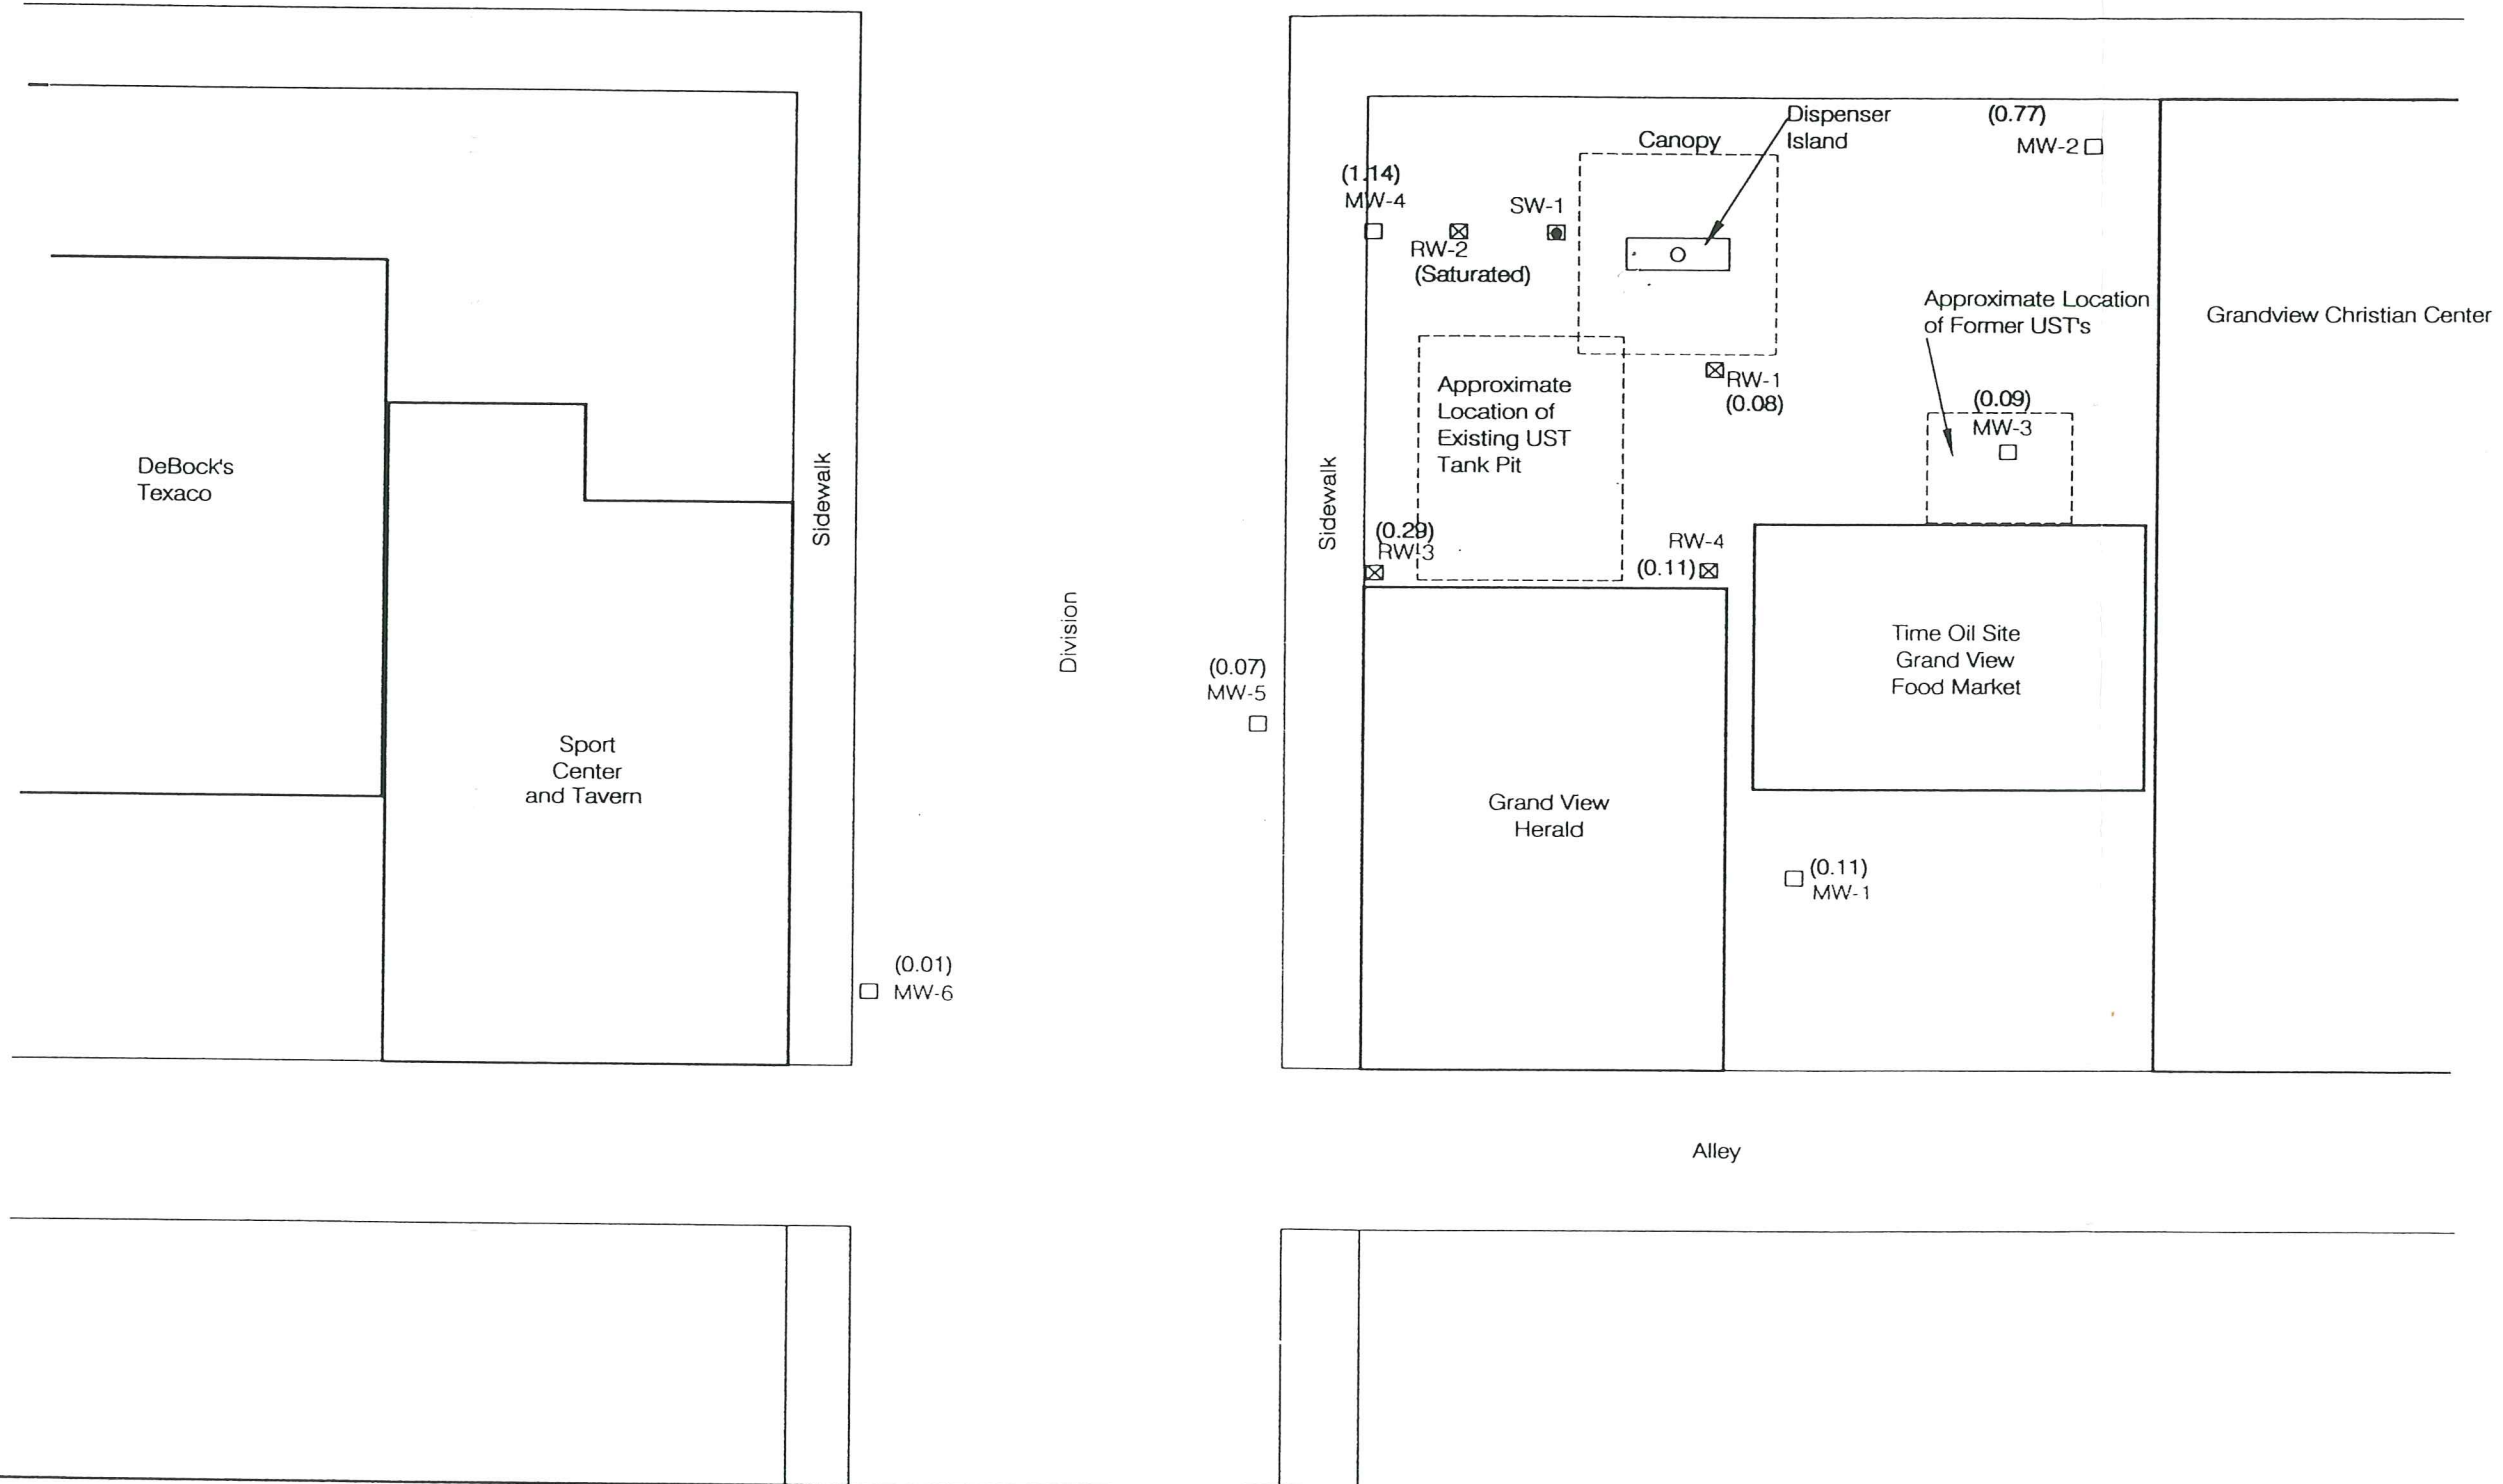 Dispenser
Island
(0.77)
MW-2
Canopy
(1.14)
MW-4
SW-1
RW-2
(Saturated)
Approximate Location
of Former UST's
Grandview Christian Center
Approximate
Location of
Existing UST
Tank Pit
RW-1
(0.08)
(0.09)
MW-3
DeBock's
Texaco
Sidewalk
Sidewalk
(0.29)
RW-3
RW-4
(0.11)
Division
Time Oil Site
Grand View
Food Market
(0.07)
MW-5
Sport
Center
and Tavern
Grand View
Herald
(0.11)
MW-1
(0.01)
MW-6
Alley